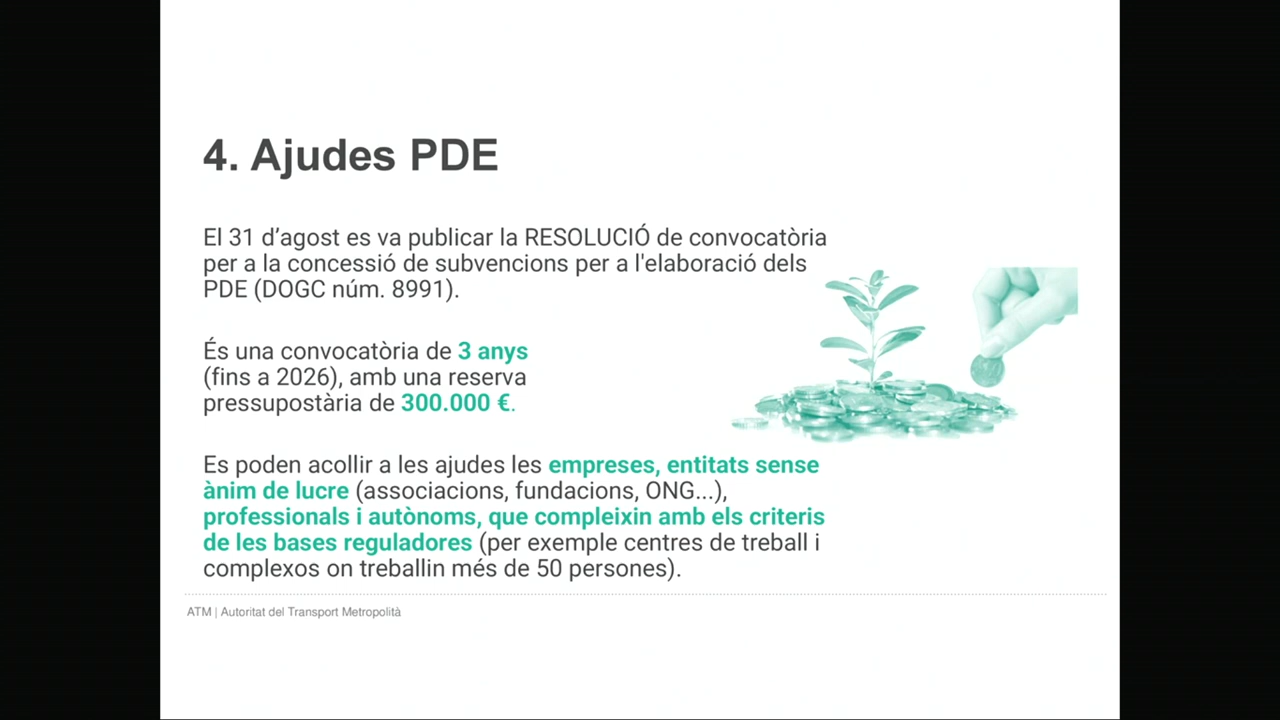 4. Ajudes PDE
El 31 d’agost es va publicar la RESOLUCIÓ de convocatòria
per a la concessió de subvencions per a l'elaboració dels
PDE (DOGC núm. 8991).
És una convocatòria de 3 anys
(fins a 2026), amb una reserva
pressupostària de 300.000 €.
Es poden acollir a les ajudes les empreses, entitats sense
ànim de lucre (associacions, fundacions, ONG...),
professionals i autònoms, que compleixin amb els criteris
de les bases reguladores (per exemple centres de treball i
complexos on treballin més de 50 persones).
ATM | Autoritat del Transport Metropolità